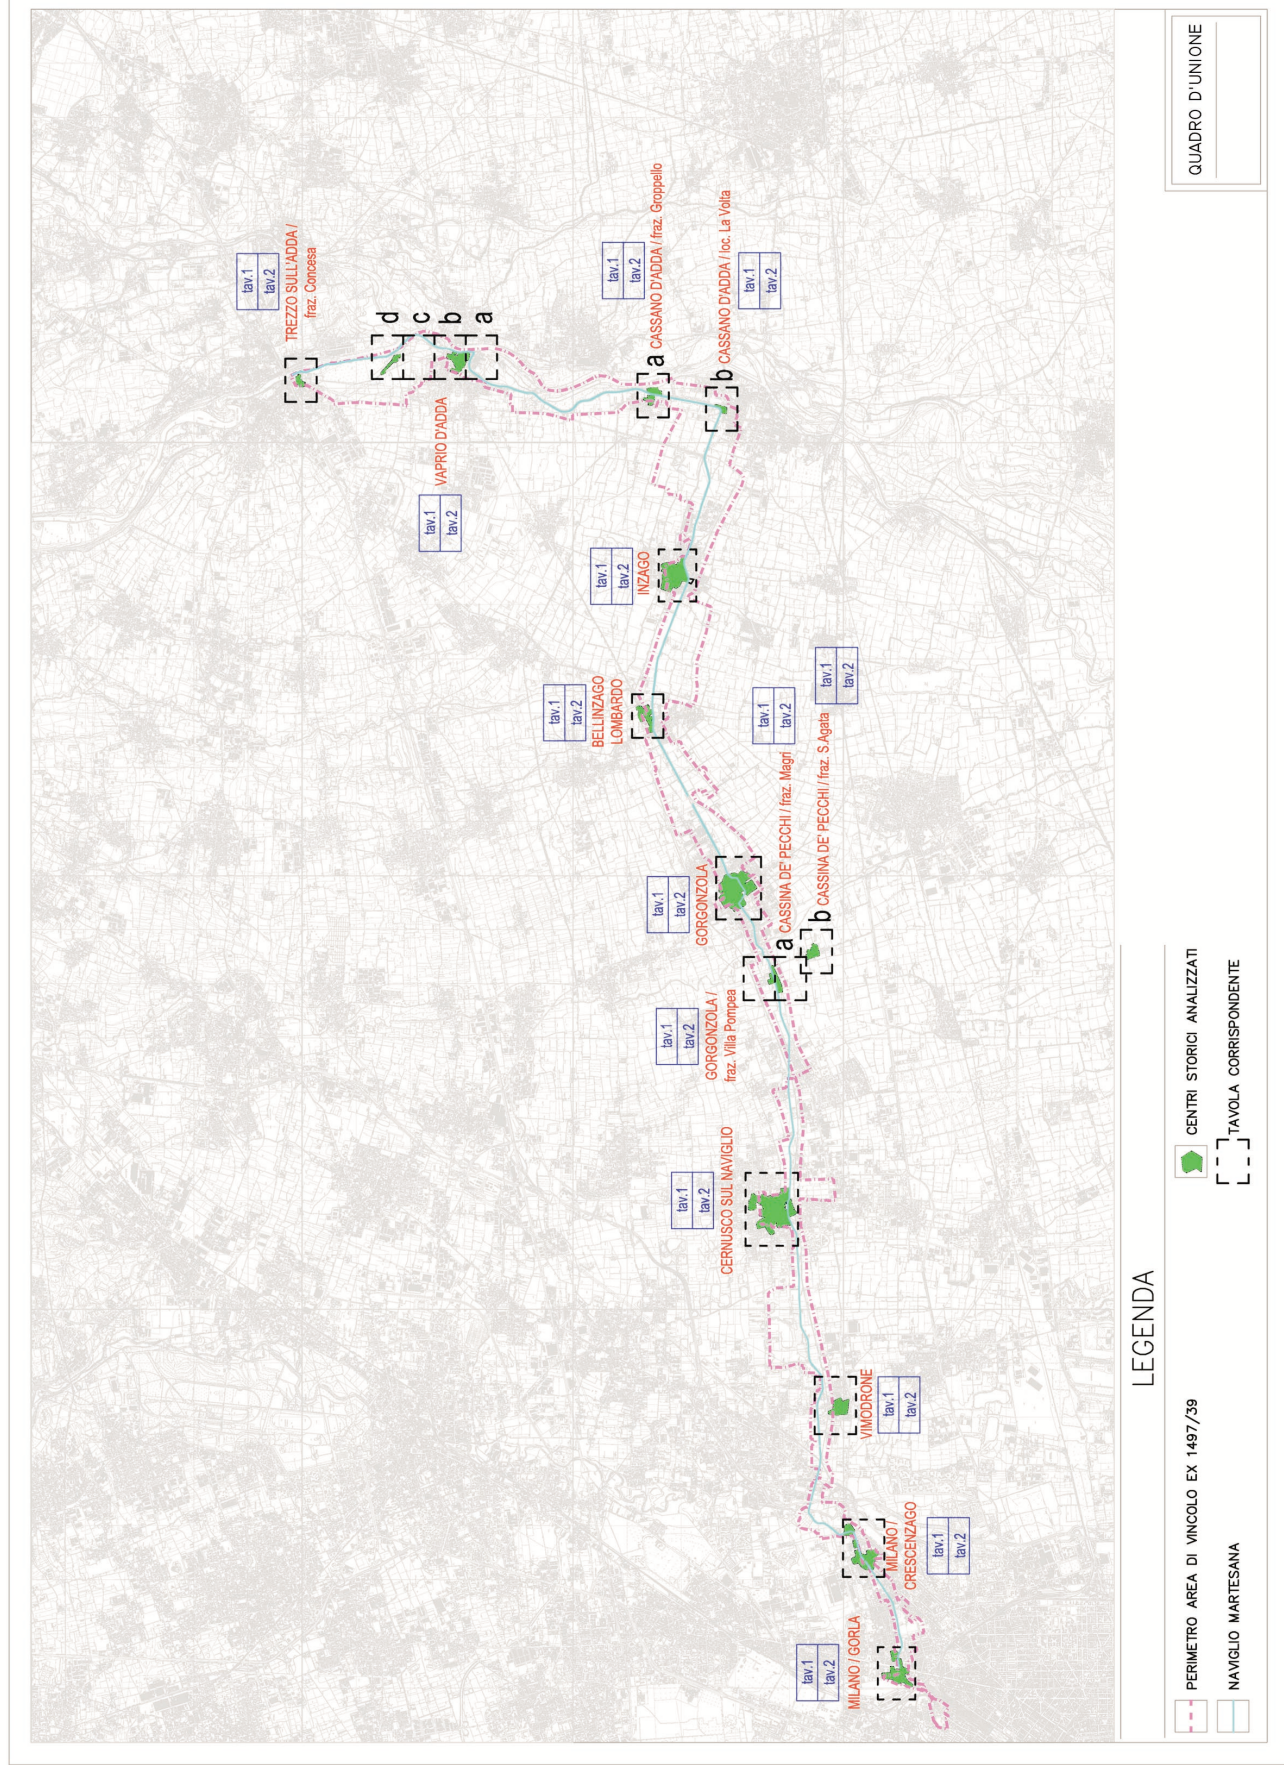 QUADRO D'UNIONE
tav.1
tav.2
TREZZO SULL'ADDA /
fraz. Concesa
d
c
b
a
VAPRIO D'ADDA
tav.1
tav.2
tav.1
tav.2
a
CASSANO D'ADDA / fraz. Groppello
b
CASSANO D'ADDA / loc. La Volta
tav.1
tav.2
tav.1
tav.2
INZAGO
tav.1
tav.2
BELLINZAGO
LOMBARDO
tav.1
tav.2
a
CASSINA DE' PECCHI / fraz. Magri
tav.1
tav.2
b
CASSINA DE' PECCHI / fraz. S.Agata
tav.1
tav.2
GORGONZOLA
tav.1
tav.2
GORGONZOLA /
fraz. Villa Pompea
tav.1
tav.2
CERNUSCO SUL NAVIGLIO
VIMODRONE
tav.1
tav.2
MILANO /
CRESCENZAGO
tav.1
tav.2
tav.1
tav.2
MILANO / GORLA
LEGENDA
PERIMETRO AREA DI VINCOLO EX 1497/39
NAVIGLIO MARTESANA
CENTRI STORICI ANALIZZATI
TAVOLA CORRISPONDENTE